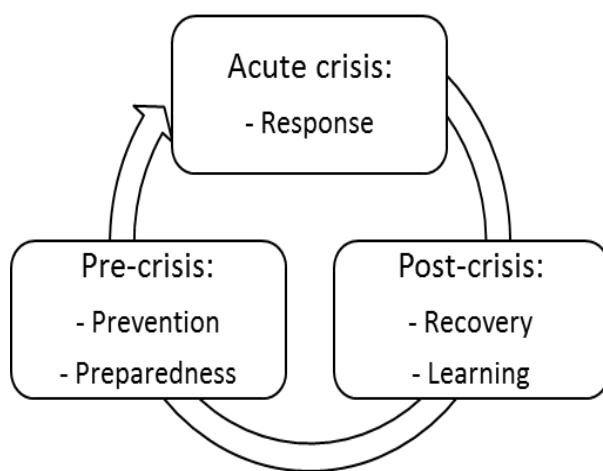 Acute crisis:
- Response
Pre-crisis:
- Prevention
- Preparedness
Post-crisis:
- Recovery
- Learning